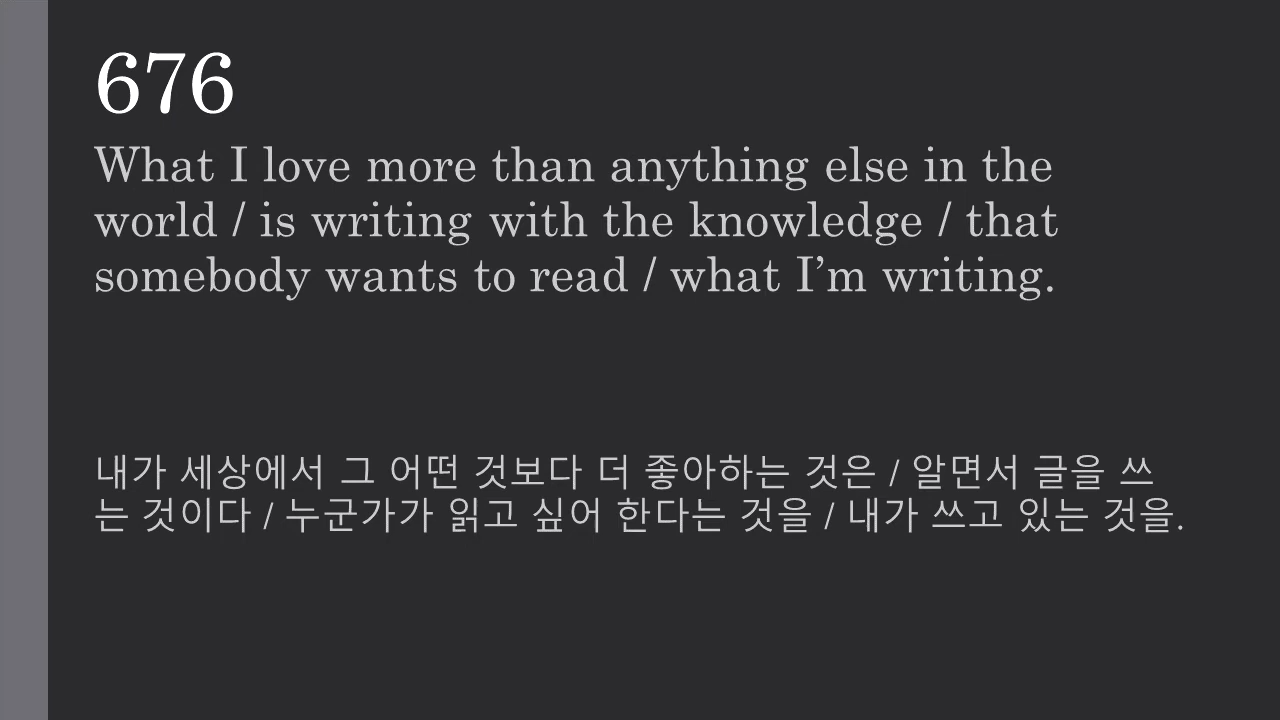 676
What I love more than anything else in the
world / is writing with the knowledge / that
somebody wants to read / what I’m writing.
내가 세상에서 그 어떤 것보다 더 좋아하는 것은 / 알면서 글을 쓰
는 것이다 / 누군가가 읽고 싶어 한다는 것을 / 내가 쓰고 있는 것을.